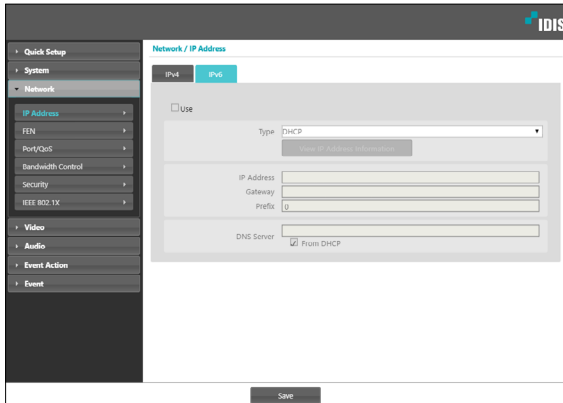 IDIS
Quick Setup
System
Network
IP Address
FEN
Port/QoS
Bandwidth Control
Security
IEEE 802.1X
Video
Audio
Event Action
Event
Network / IP Address
IPv4 IPv6
Use
Type DHCP
View IP Address Information
IP Address
Gateway
Prefix 0
DNS Server
From DHCP
Save